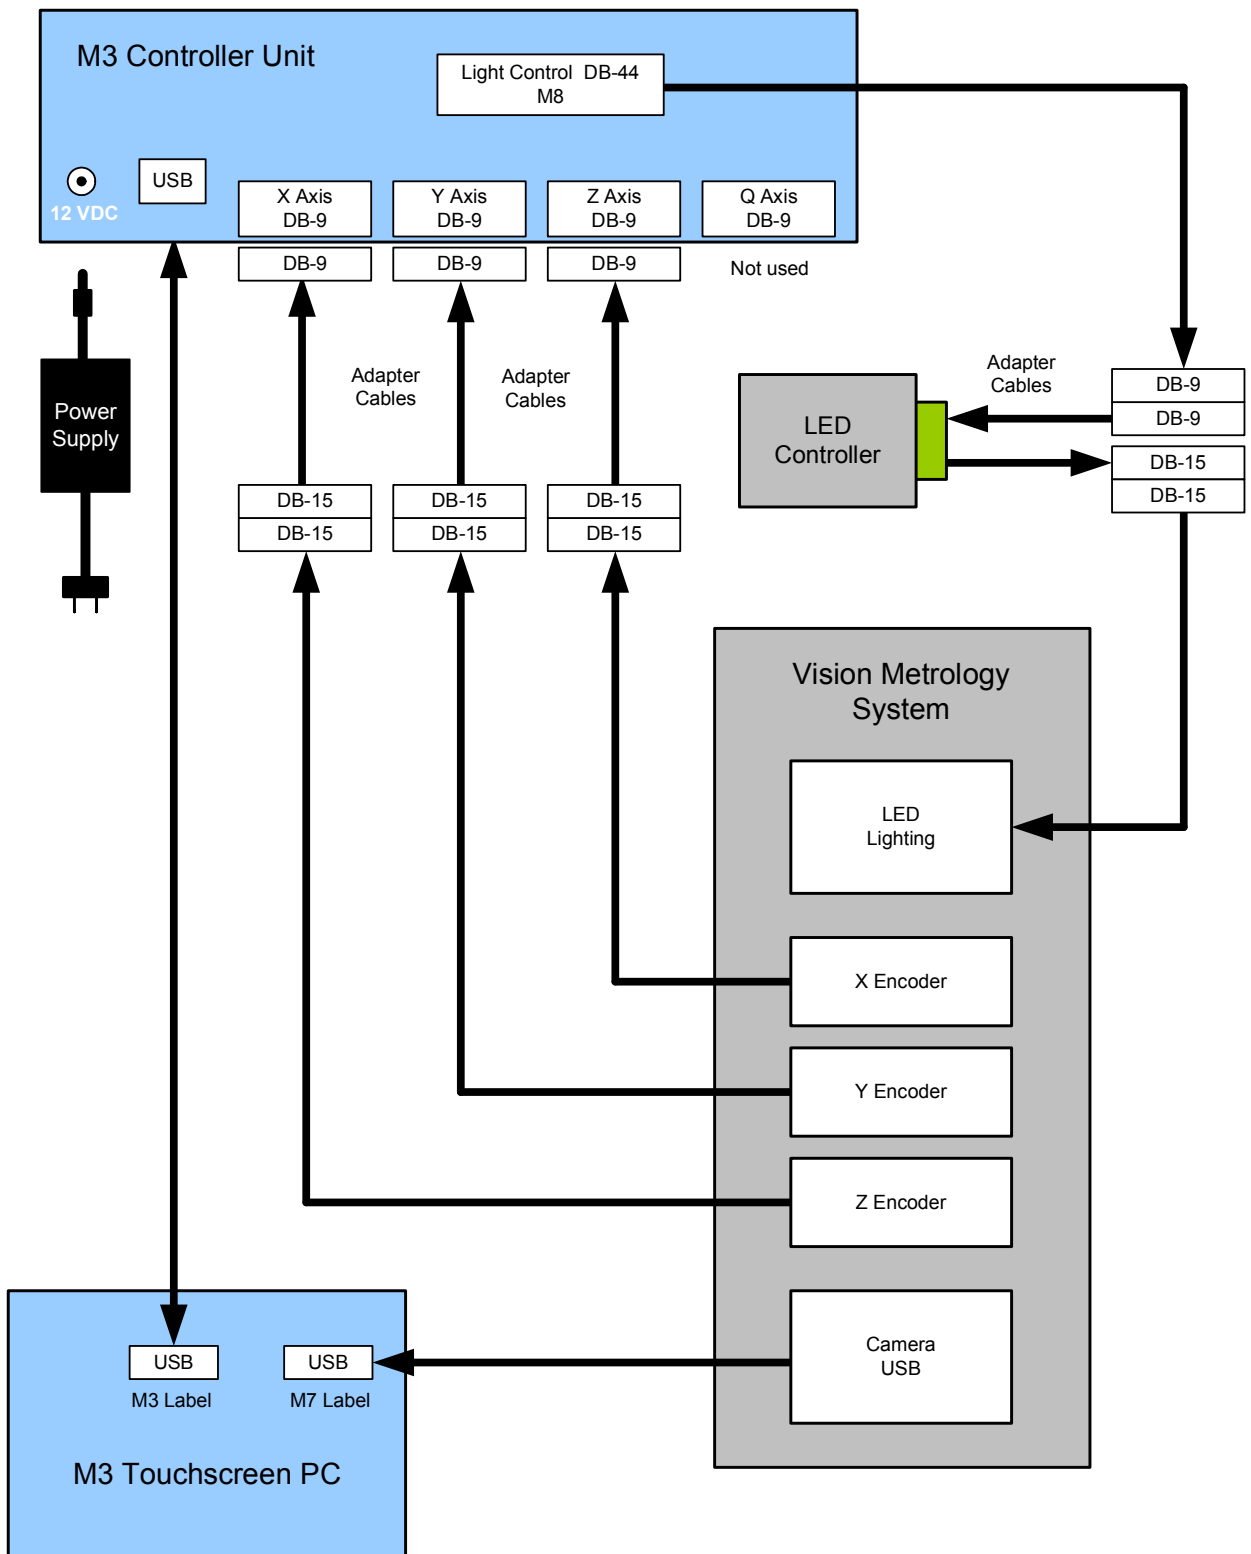 M3 Controller Unit
Light Control  DB-44
M8
12 VDC
USB
X Axis
DB-9
Y Axis
DB-9
Z Axis
DB-9
Q Axis
DB-9
DB-9
DB-9
DB-9
Not used
Power
Supply
Adapter
Cables
Adapter
Cables
LED
Controller
Adapter
Cables
DB-9
DB-9
DB-15
DB-15
DB-15
DB-15
DB-15
DB-15
DB-15
DB-15
Vision Metrology
System
LED
Lighting
X Encoder
Y Encoder
Z Encoder
Camera
USB
USB
M3 Label
USB
M7 Label
M3 Touchscreen PC